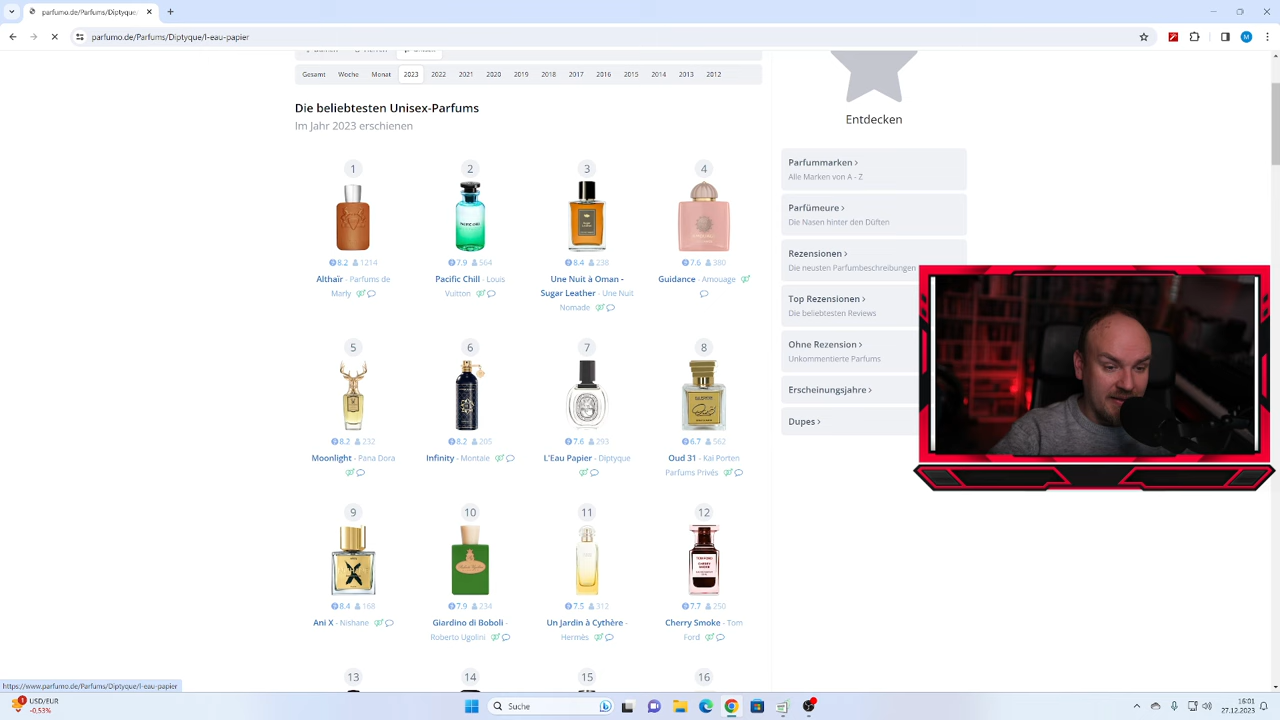 parfumo.de/Parfums/Diptyque/
parfumo.de/Parfums/Diptyque/l-eau-papier
Gesamt Woche Monat 2023 2022 2021 2020 2019 2018 2017 2016 2015 2014 2013 2012
Die beliebtesten Unisex-Parfums
Im Jahr 2023 erschienen
1 2 3 4
8.2 1214 7.9 564 8.4 238 7.6 380
Althaïr - Parfums de
Marly
Pacific Chill - Louis
Vuitton
Une Nuit à Oman -
Sugar Leather - Une Nuit
Nomade
Guidance - Amouage
5 6 7 8
8.2 232 8.2 205 7.6 293 6.7 562
Moonlight - Pana Dora
Infinity - Montale
L'Eau Papier - Diptyque
Oud 31 - Kai Porten
Parfums Privés
9 10 11 12
8.4 168 7.9 234 7.5 312 7.7 250
Ani X - Nishane
Giardino di Boboli -
Roberto Ugolini
Un Jardin à Cythère -
Hermès
Cherry Smoke - Tom
Ford
13 14 15 16
Entdecken
Parfummarken >
Alle Marken von A - Z
Parfümeure >
Die Nasen hinter den Düften
Rezensionen >
Die neusten Parfumbeschreibungen
Top Rezensionen >
Die beliebtesten Reviews
Ohne Rezension >
Unkommentierte Parfums
Erscheinungsjahre >
Dupes >
https://www.parfumo.de/Parfums/Diptyque/l-eau-papier
USD/EUR
-0,53%
Suche
16:01
27.12.2023